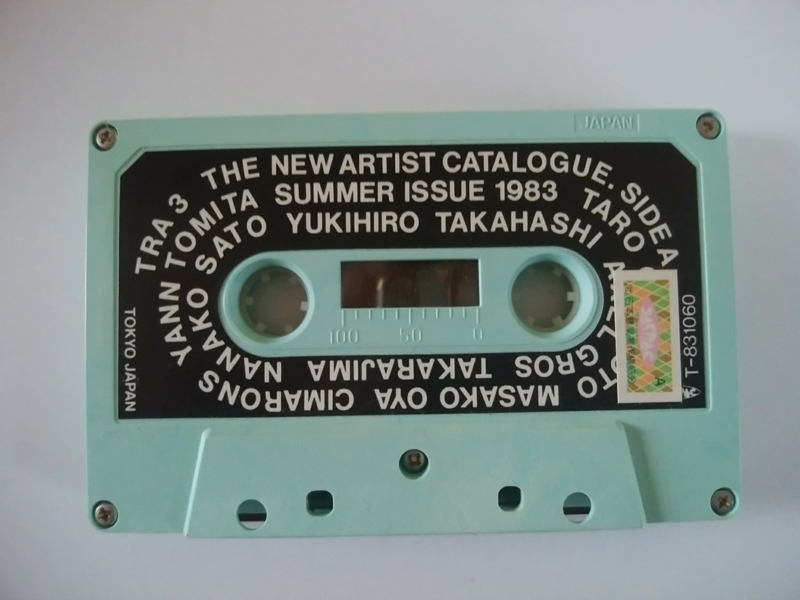 JAPAN
TRA 3 THE NEW ARTIST CATALOGUE. SIDE A
YANN TOMITA SUMMER ISSUE 1983 TARO
MASAKO OYA CIMARONS
NANAKO SATO YUKIHIRO TAKAHASHI
GROS TAKARAJIMA NAN
100 50 0
TOKYO JAPAN
T-831060